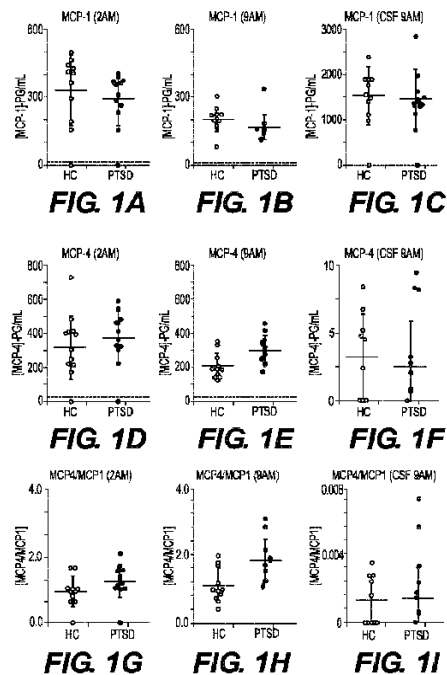 MCP-1 (2AM)
[MCP-1]-PG/mL
600
300
0
HC PTSD
FIG. 1A
MCP-1 (9AM)
[MCP-1]-PG/mL
600
300
0
HC PTSD
FIG. 1B
MCP-1 (CSF 9AM)
3000
2000
1000
0
HC PTSD
FIG. 1C
MCP-4 (2AM)
[MCP-4]-PG/mL
800
600
400
200
0
HC PTSD
FIG. 1D
MCP-4 (9AM)
[MCP-4]-PG/mL
800
600
400
200
0
HC PTSD
FIG. 1E
MCP-4 (CSF 9AM)
[MCP-4]-PG/mL
10
5
0
HC PTSD
FIG. 1F
MCP4/MCP1 (2AM)
[MCP4/MCP1]
4.0
2.0
0.0
HC PTSD
FIG. 1G
MCP4/MCP1 (9AM)
[MCP4/MCP1]
4.0
2.0
0.0
HC PTSD
FIG. 1H
MCP4/MCP1 (CSF 9AM)
[MCP4/MCP1]
0.008
0.004
0
HC PTSD
FIG. 1I